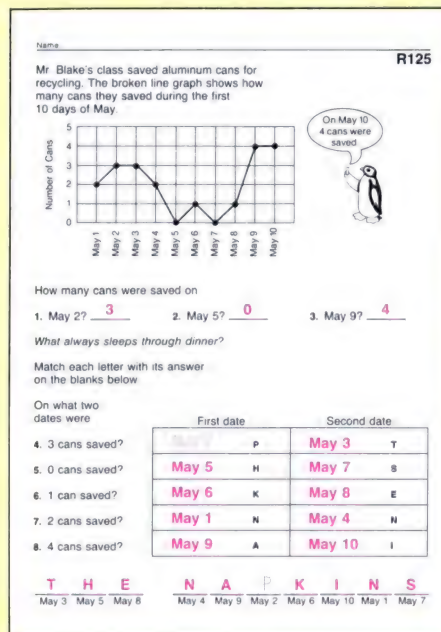 Name
R125
Mr. Blake's class saved aluminum cans for
recycling. The broken line graph shows how
many cans they saved during the first
10 days of May.
On May 10
4 cans were
saved
Number of Cans
5
4
3
2
1
0
May 1
May 2
May 3
May 4
May 5
May 6
May 7
May 8
May 9
May 10
How many cans were saved on
1. May 2? 3 2. May 5? 0 3. May 9? 4
What always sleeps through dinner?
Match each letter with its answer
on the blanks below
On what two
dates were
First date Second date
4. 3 cans saved? P May 3 T
5. 0 cans saved? May 5 H May 7 S
6. 1 can saved? May 6 K May 8 E
7. 2 cans saved? May 1 N May 4 N
8. 4 cans saved? May 9 A May 10 I
T H E N A P K I N S
May 3 May 5 May 8 May 4 May 9 May 2 May 6 May 10 May 1 May 7